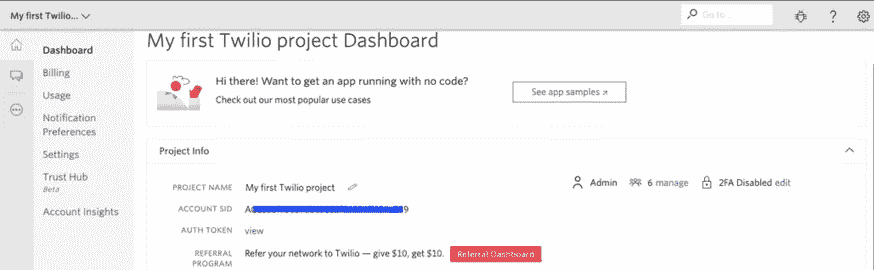 My first Twilio...
Go to...
My first Twilio project Dashboard
Dashboard
Billing
Usage
Notification
Preferences
Settings
Trust Hub
Beta
Account Insights
Hi there! Want to get an app running with no code?
Check out our most popular use cases
See app samples
Project Info
PROJECT NAME My first Twilio project
Admin 6 manage 2FA Disabled edit
ACCOUNT SID
AUTH TOKEN view
REFERRAL
PROGRAM
Refer your network to Twilio — give $10, get $10. Referral Dashboard